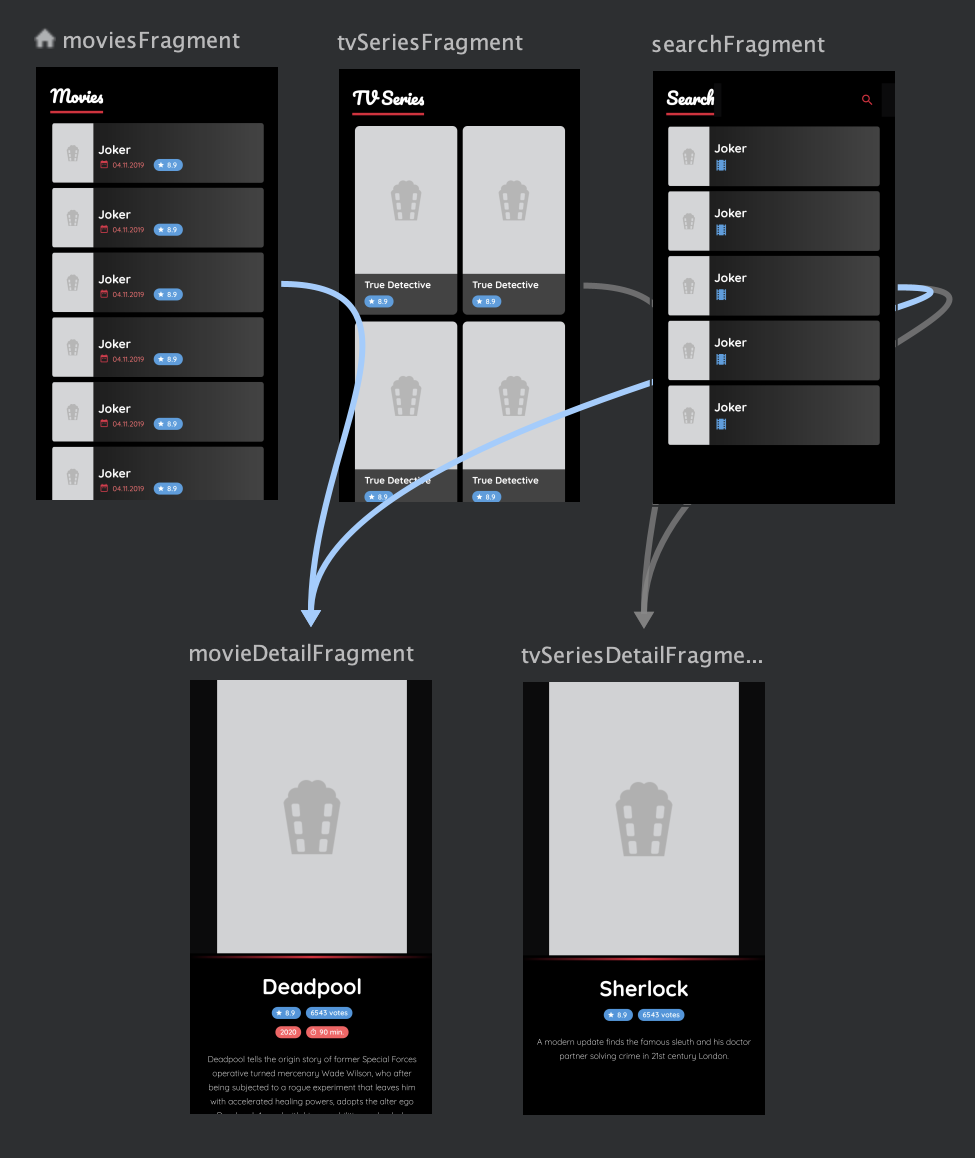 moviesFragment
tvSeriesFragment
searchFragment
Movies
Joker
04.11.2019 8.9
Joker
04.11.2019 8.9
Joker
04.11.2019 8.9
Joker
04.11.2019 8.9
Joker
04.11.2019 8.9
Joker
04.11.2019 8.9
TV Series
True Detective
8.9
True Detective
8.9
True Detective
8.9
True Detective
8.9
Search
Joker
Joker
Joker
Joker
Joker
movieDetailFragment
tvSeriesDetailFragme...
Deadpool
8.9 6543 votes
2020 90 min.
Deadpool tells the origin story of former Special Forces
operative turned mercenary Wade Wilson, who after
being subjected to a rogue experiment that leaves him
with accelerated healing powers, adopts the alter ego
Sherlock
8.9 6543 votes
A modern update finds the famous sleuth and his doctor
partner solving crime in 21st century London.